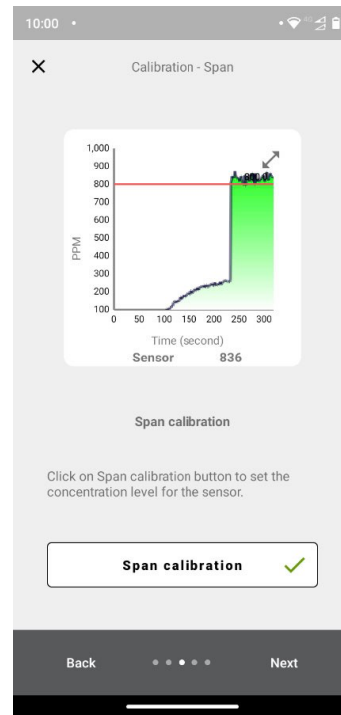 10:00
Calibration - Span
1,000
900
800
700
600
500
400
300
200
100
PPM
0 50 100 150 200 250 300
Time (second)
Sensor 836
Span calibration
Click on Span calibration button to set the
concentration level for the sensor.
Span calibration
Back Next